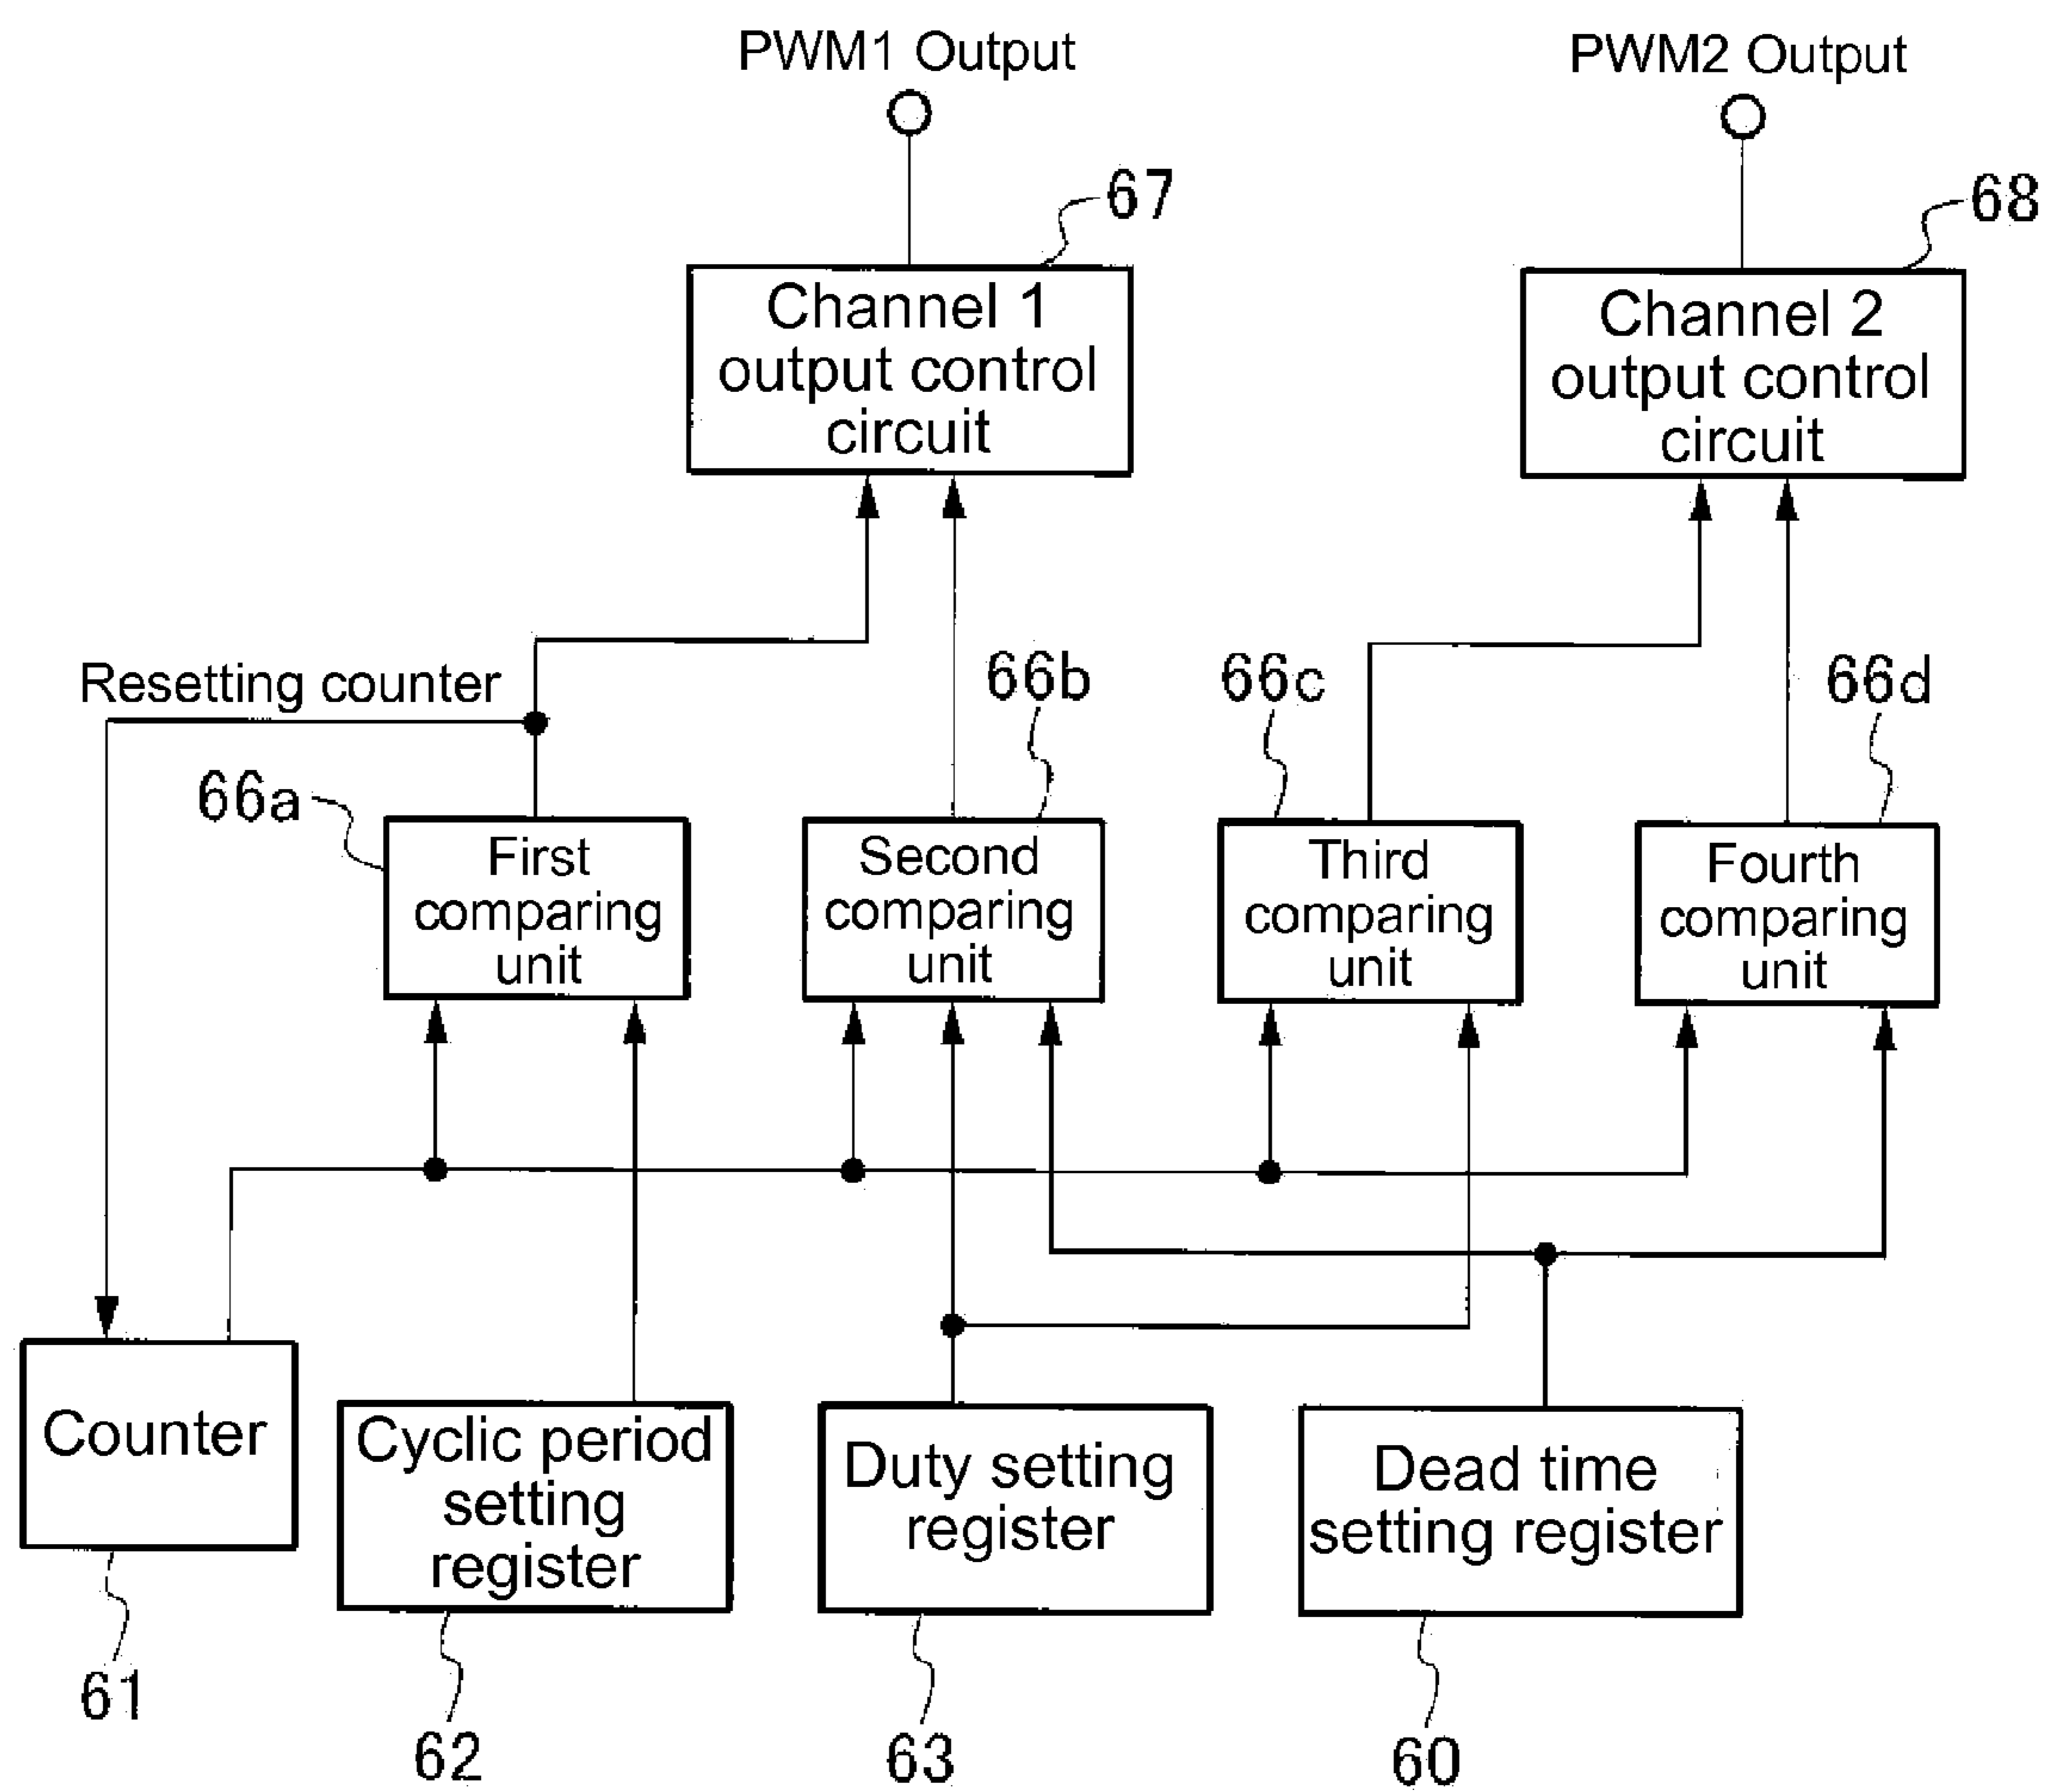 PWM1 Output
PWM2 Output
67
68
Channel 1
output control
circuit
Channel 2
output control
circuit
Resetting counter
66a
66b
66c
66d
First
comparing
unit
Second
comparing
unit
Third
comparing
unit
Fourth
comparing
unit
Counter
Cyclic period
setting
register
Duty setting
register
Dead time
setting register
61
62
63
60